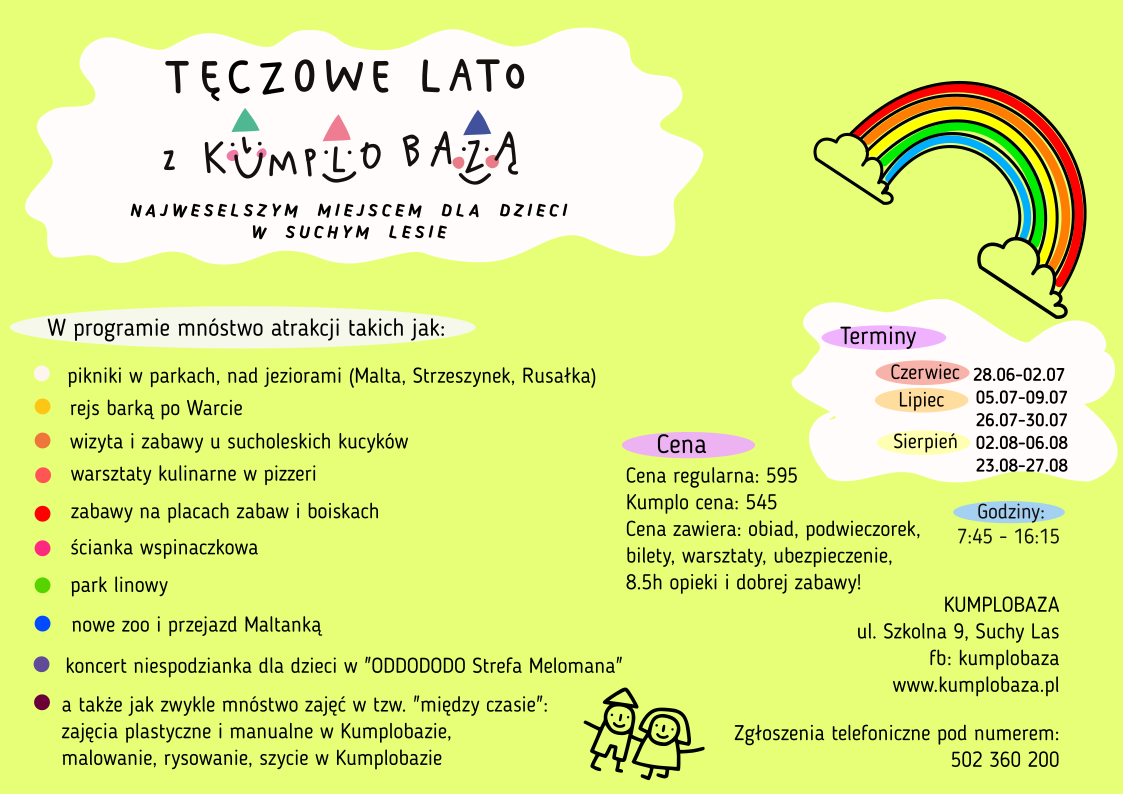 TĘCZOWE LATO
z KUMPLO BAZĄ
NAJWESELSZYM MIEJSCEM DLA DZIECI
W SUCHYM LESIE
W programie mnóstwo atrakcji takich jak:
pikniki w parkach, nad jeziorami (Malta, Strzeszynek, Rusałka)
rejs barką po Warcie
wizyta i zabawy u sucholeskich kucyków
warsztaty kulinarne w pizzeri
zabawy na placach zabaw i boiskach
ścianka wspinaczkowa
park linowy
nowe zoo i przejazd Maltanką
koncert niespodzianka dla dzieci w "ODDODODO Strefa Melomana"
a także jak zwykle mnóstwo zajęć w tzw. "między czasie":
zajęcia plastyczne i manualne w Kumplobazie,
malowanie, rysowanie, szycie w Kumplobazie
Terminy
Czerwiec 28.06-02.07
Lipiec 05.07-09.07
26.07-30.07
Sierpień 02.08-06.08
23.08-27.08
Cena
Cena regularna: 595
Kumplo cena: 545
Cena zawiera: obiad, podwieczorek,
bilety, warsztaty, ubezpieczenie,
8.5h opieki i dobrej zabawy!
Godziny:
7:45 - 16:15
KUMPLOBAZA
ul. Szkolna 9, Suchy Las
fb: kumplobaza
www.kumplobaza.pl
Zgłoszenia telefoniczne pod numerem:
502 360 200